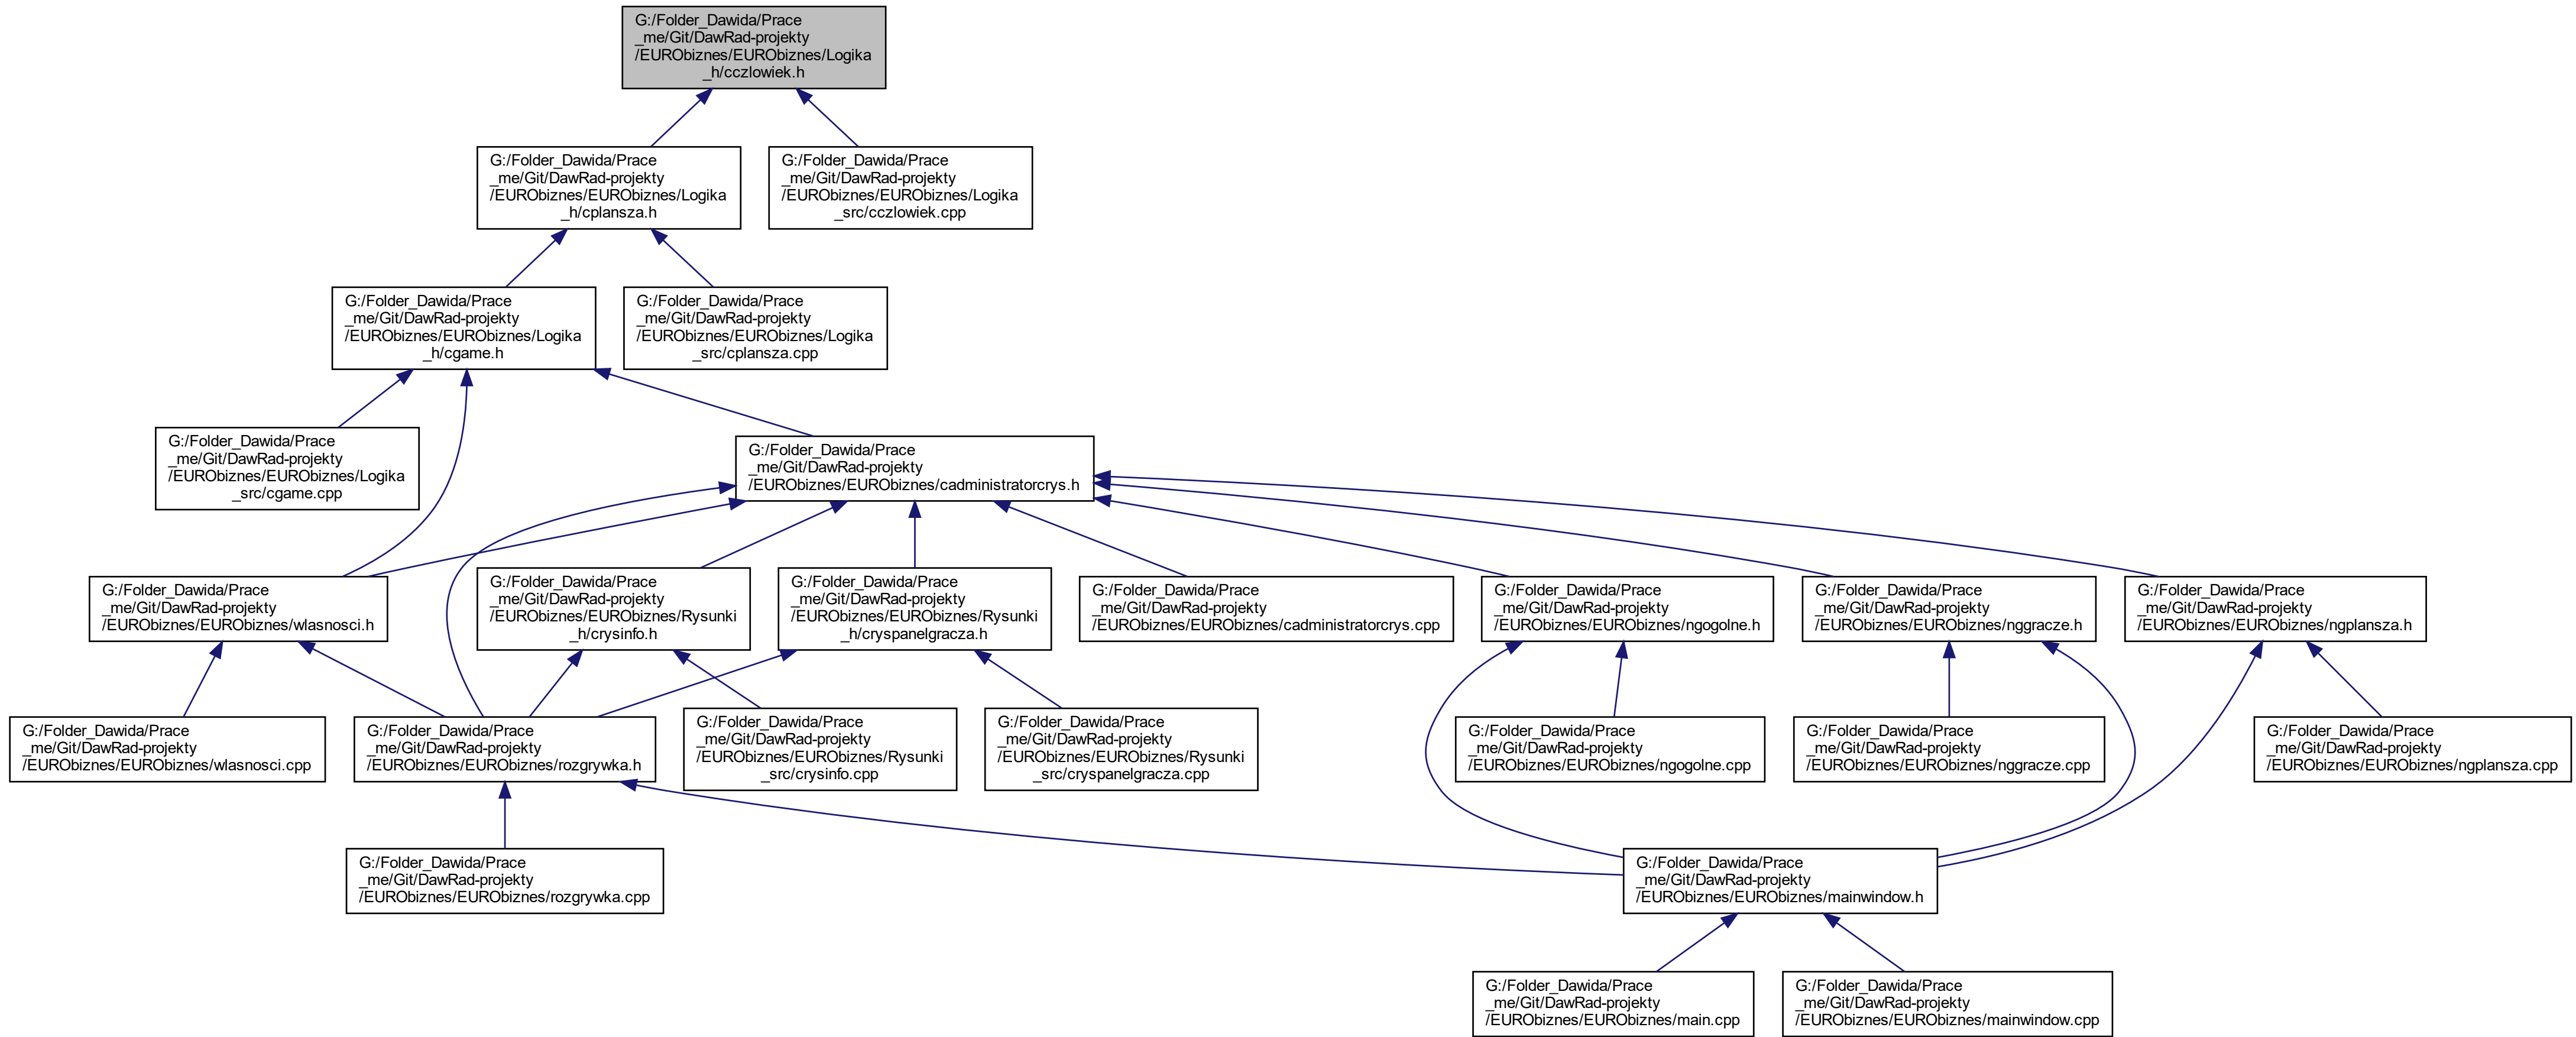 G:/Folder_Dawida/Prace
_me/Git/DawRad-projekty
/EURObiznes/EURObiznes/Logika
_h/cczlowiek.h
G:/Folder_Dawida/Prace
_me/Git/DawRad-projekty
/EURObiznes/EURObiznes/Logika
_h/cplansza.h
G:/Folder_Dawida/Prace
_me/Git/DawRad-projekty
/EURObiznes/EURObiznes/Logika
_src/cczlowiek.cpp
G:/Folder_Dawida/Prace
_me/Git/DawRad-projekty
/EURObiznes/EURObiznes/Logika
_h/cgame.h
G:/Folder_Dawida/Prace
_me/Git/DawRad-projekty
/EURObiznes/EURObiznes/Logika
_src/cplansza.cpp
G:/Folder_Dawida/Prace
_me/Git/DawRad-projekty
/EURObiznes/EURObiznes/Logika
_src/cgame.cpp
G:/Folder_Dawida/Prace
_me/Git/DawRad-projekty
/EURObiznes/EURObiznes/cadministratorcrys.h
G:/Folder_Dawida/Prace
_me/Git/DawRad-projekty
/EURObiznes/EURObiznes/wlasnosci.h
G:/Folder_Dawida/Prace
_me/Git/DawRad-projekty
/EURObiznes/EURObiznes/Rysunki
_h/crysinfo.h
G:/Folder_Dawida/Prace
_me/Git/DawRad-projekty
/EURObiznes/EURObiznes/Rysunki
_h/cryspanelgracza.h
G:/Folder_Dawida/Prace
_me/Git/DawRad-projekty
/EURObiznes/EURObiznes/cadministratorcrys.cpp
G:/Folder_Dawida/Prace
_me/Git/DawRad-projekty
/EURObiznes/EURObiznes/ngogolne.h
G:/Folder_Dawida/Prace
_me/Git/DawRad-projekty
/EURObiznes/EURObiznes/nggracze.h
G:/Folder_Dawida/Prace
_me/Git/DawRad-projekty
/EURObiznes/EURObiznes/ngplansza.h
G:/Folder_Dawida/Prace
_me/Git/DawRad-projekty
/EURObiznes/EURObiznes/wlasnosci.cpp
G:/Folder_Dawida/Prace
_me/Git/DawRad-projekty
/EURObiznes/EURObiznes/rozgrywka.h
G:/Folder_Dawida/Prace
_me/Git/DawRad-projekty
/EURObiznes/EURObiznes/Rysunki
_src/crysinfo.cpp
G:/Folder_Dawida/Prace
_me/Git/DawRad-projekty
/EURObiznes/EURObiznes/Rysunki
_src/cryspanelgracza.cpp
G:/Folder_Dawida/Prace
_me/Git/DawRad-projekty
/EURObiznes/EURObiznes/ngogolne.cpp
G:/Folder_Dawida/Prace
_me/Git/DawRad-projekty
/EURObiznes/EURObiznes/nggracze.cpp
G:/Folder_Dawida/Prace
_me/Git/DawRad-projekty
/EURObiznes/EURObiznes/ngplansza.cpp
G:/Folder_Dawida/Prace
_me/Git/DawRad-projekty
/EURObiznes/EURObiznes/rozgrywka.cpp
G:/Folder_Dawida/Prace
_me/Git/DawRad-projekty
/EURObiznes/EURObiznes/mainwindow.h
G:/Folder_Dawida/Prace
_me/Git/DawRad-projekty
/EURObiznes/EURObiznes/main.cpp
G:/Folder_Dawida/Prace
_me/Git/DawRad-projekty
/EURObiznes/EURObiznes/mainwindow.cpp